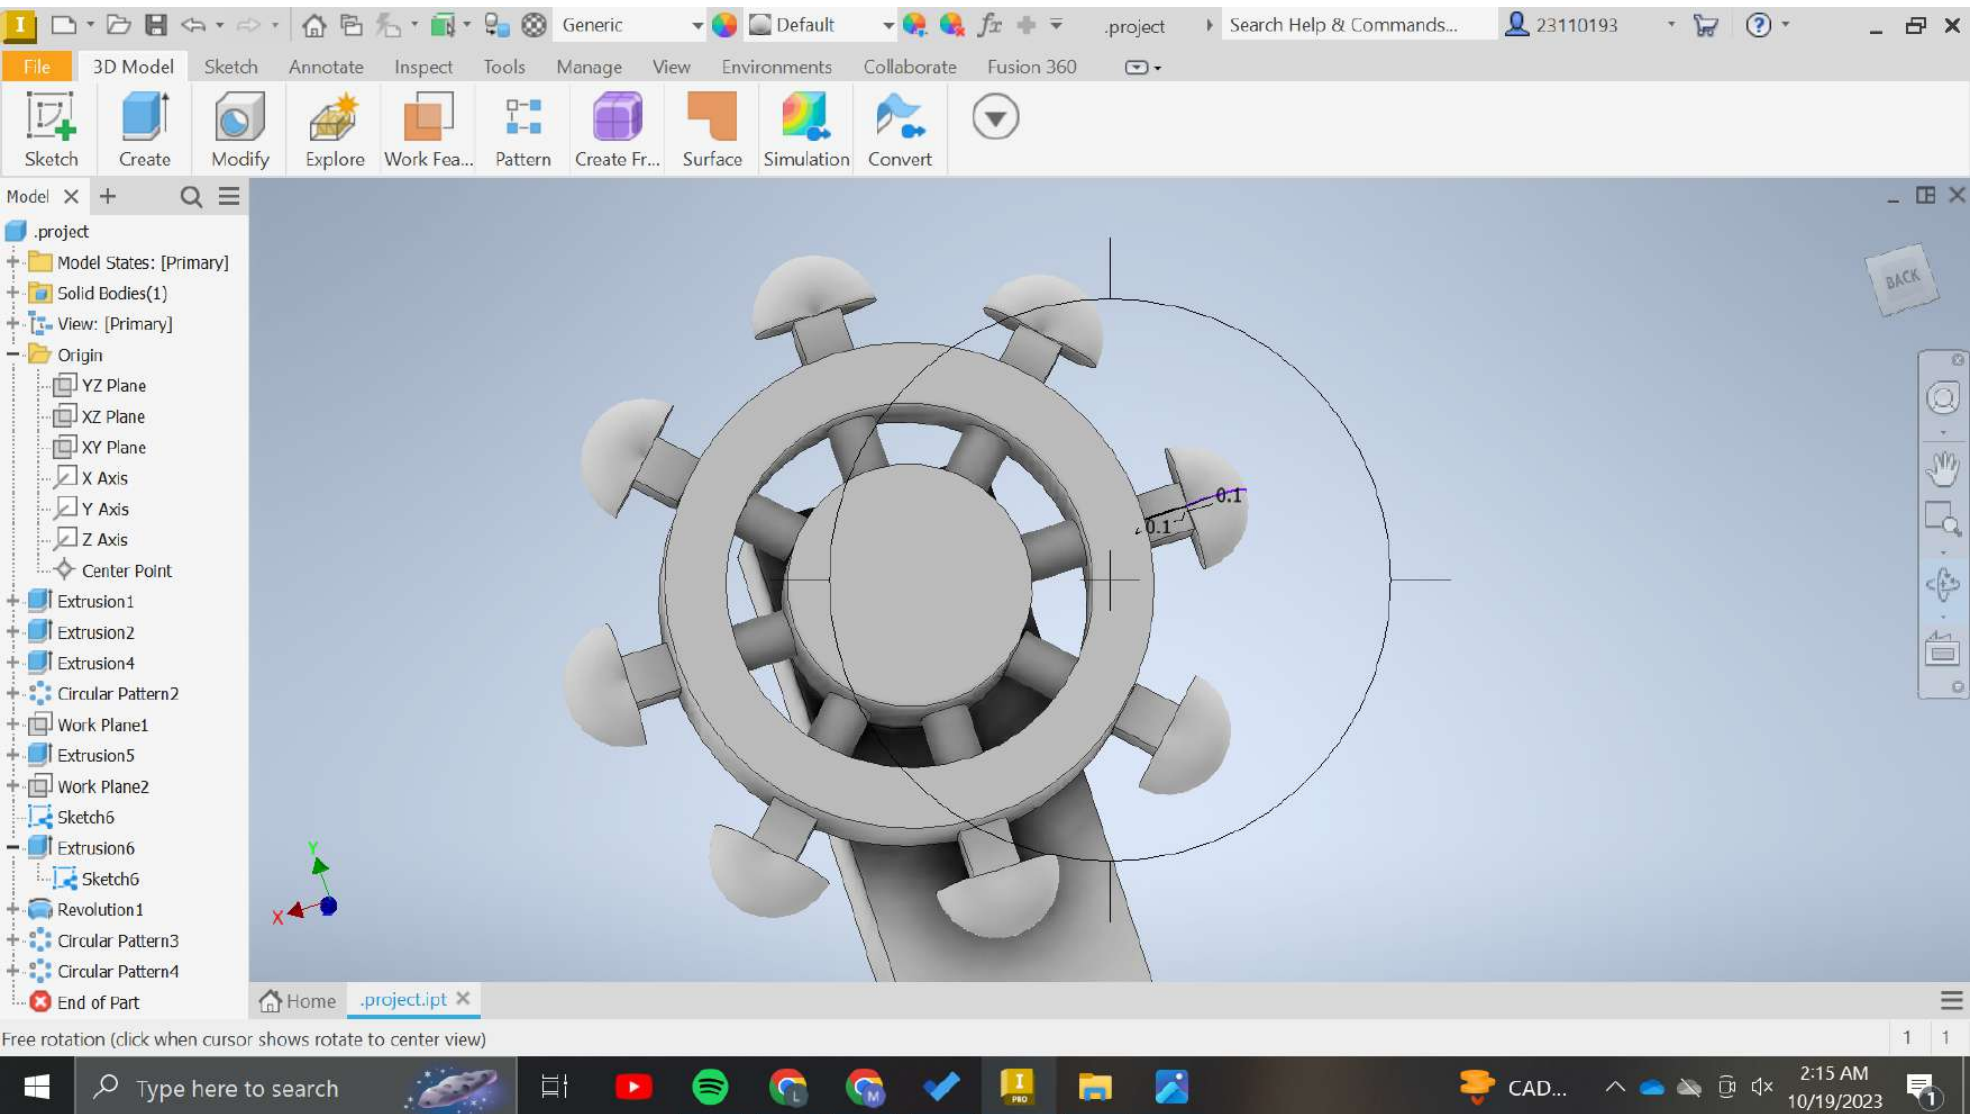 I PRO Generic Default fx .project Search Help & Commands... 23110193 ?
File 3D Model Sketch Annotate Inspect Tools Manage View Environments Collaborate Fusion 360
Sketch Create Modify Explore Work Fea... Pattern Create Fr... Surface Simulation Convert
Model
.project
Model States: [Primary]
Solid Bodies(1)
View: [Primary]
Origin
YZ Plane
XZ Plane
XY Plane
X Axis
Y Axis
Z Axis
Center Point
Extrusion1
Extrusion2
Extrusion4
Circular Pattern2
Work Plane1
Extrusion5
Work Plane2
Sketch6
Extrusion6
Sketch6
Revolution1
Circular Pattern3
Circular Pattern4
End of Part
BACK
0.1
0.1
Y
X
Home .project.ipt
Free rotation (click when cursor shows rotate to center view) 1 1
Type here to search L M I PRO CAD... 2:15 AM
10/19/2023 1